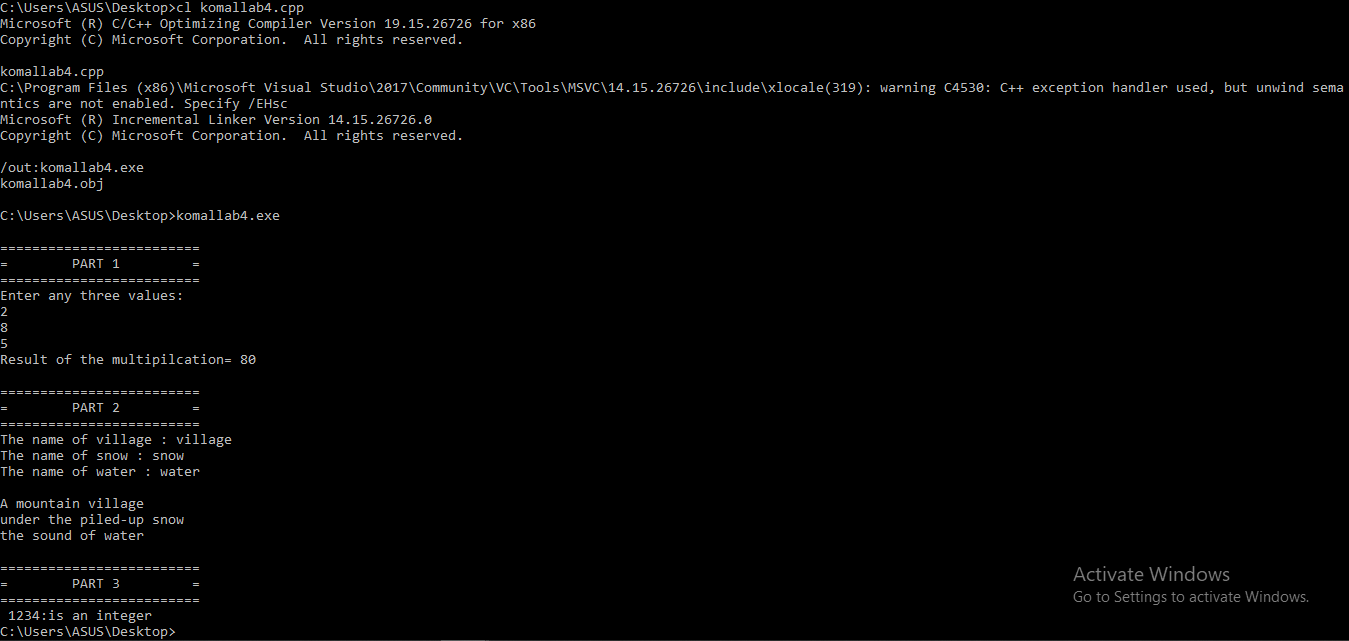 C:\Users\ASUS\Desktop>cl komallab4.cpp
Microsoft (R) C/C++ Optimizing Compiler Version 19.15.26726 for x86
Copyright (C) Microsoft Corporation.  All rights reserved.

komallab4.cpp
C:\Program Files (x86)\Microsoft Visual Studio\2017\Community\VC\Tools\MSVC\14.15.26726\include\xlocale(319): warning C4530: C++ exception handler used, but unwind sema
ntics are not enabled. Specify /EHsc
Microsoft (R) Incremental Linker Version 14.15.26726.0
Copyright (C) Microsoft Corporation.  All rights reserved.

/out:komallab4.exe
komallab4.obj

C:\Users\ASUS\Desktop>komallab4.exe

=========================
=        PART 1         =
=========================
Enter any three values:
2
8
5
Result of the multipilcation= 80

=========================
=        PART 2         =
=========================
The name of village : village
The name of snow : snow
The name of water : water

A mountain village
under the piled-up snow
the sound of water

=========================
=        PART 3         =
=========================
 1234:is an integer
C:\Users\ASUS\Desktop>
Activate Windows
Go to Settings to activate Windows.